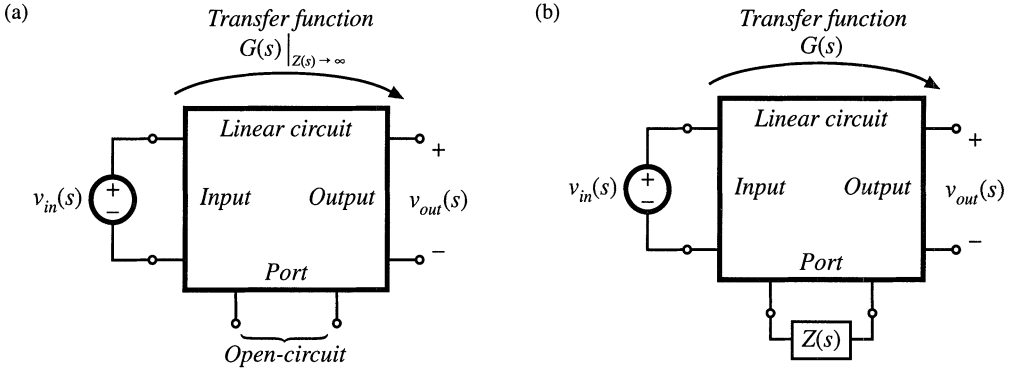 (a)
Transfer function
G(s)|Z(s) → ∞
Linear circuit
+
−
v_in(s)
Input
Output
+
v_out(s)
−
Port
Open-circuit
(b)
Transfer function
G(s)
Linear circuit
+
−
v_in(s)
Input
Output
+
v_out(s)
−
Port
Z(s)